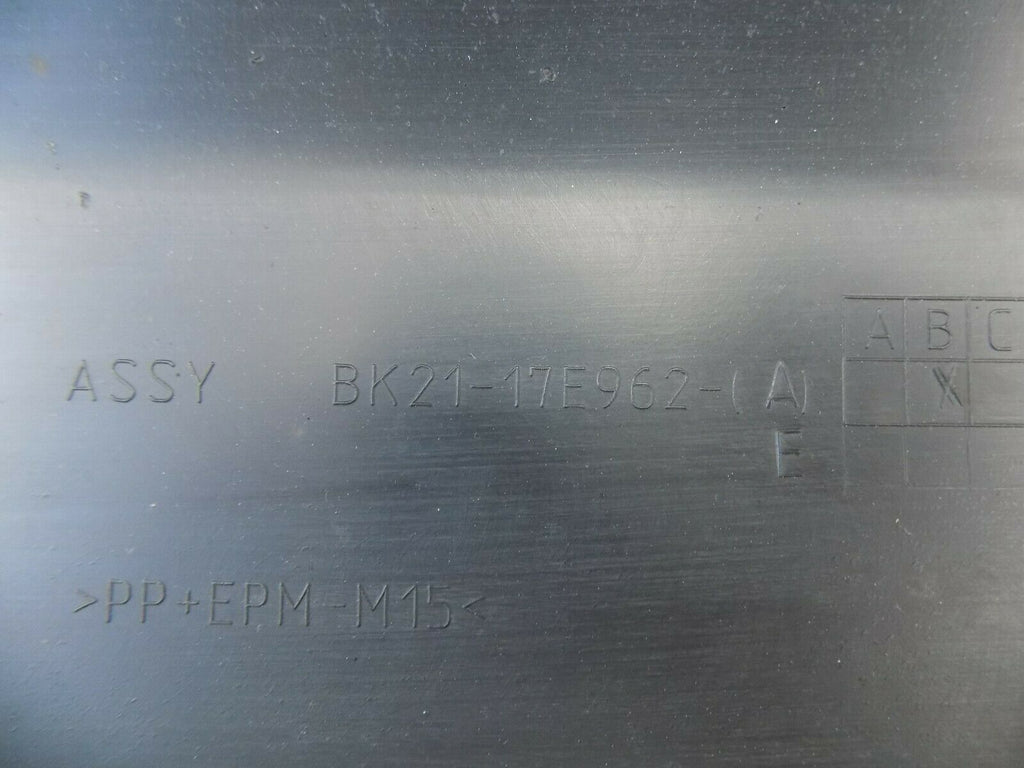 A B C
ASSY BK21-17E962-(A) X
E
>PP+EPM-M15<